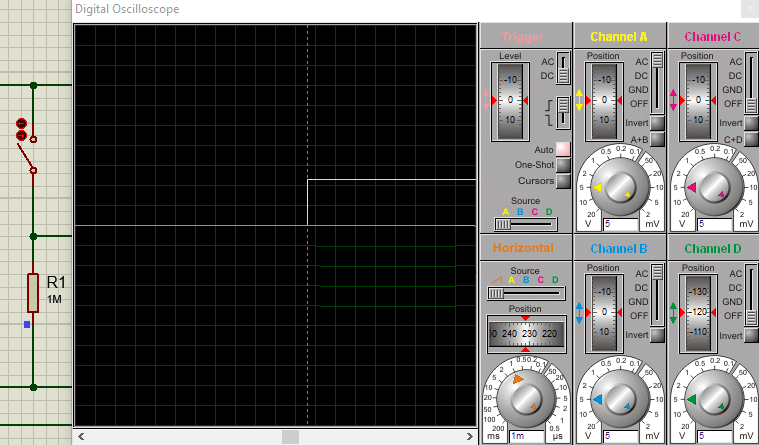 Digital Oscilloscope
R1
1M
Trigger
Level
-10
0
10
AC
DC
Auto
One-Shot
Cursors
Source
A B C D
Channel A
Position
-10
0
10
AC
DC
GND
OFF
Invert
A+B
20 10 5 2 1 0.5 0.2 0.1 50 20 10 5 2
V 5 mV
Channel C
Position
-10
0
10
AC
DC
GND
OFF
Invert
C+D
20 10 5 2 1 0.5 0.2 0.1 50 20 10 5 2
V 5 mV
Horizontal
Source
A B C D
Position
240 230 220
200 100 50 20 10 5 2 1 0.5 0.2 0.1 50 20 10 5 2 1 0.5
ms 1m µs
Channel B
Position
-10
0
10
AC
DC
GND
OFF
Invert
20 10 5 2 1 0.5 0.2 0.1 50 20 10 5 2
V 5 mV
Channel D
Position
-130
-120
-110
AC
DC
GND
OFF
Invert
20 10 5 2 1 0.5 0.2 0.1 50 20 10 5 2
V 5 mV